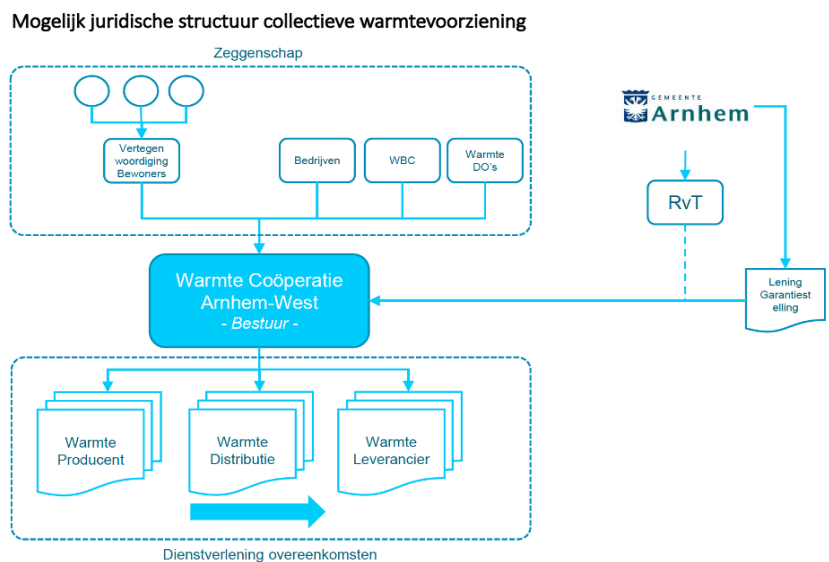 Mogelijk juridische structuur collectieve warmtevoorziening
Zeggenschap
GEMEENTE
Arnhem
Vertegen
woordiging
Bewoners
Bedrijven
WBC
Warmte
DO's
RvT
Warmte Coöperatie
Arnhem-West
- Bestuur -
Lening
Garantiest
elling
Warmte
Producent
Warmte
Distributie
Warmte
Leverancier
Dienstverlening overeenkomsten